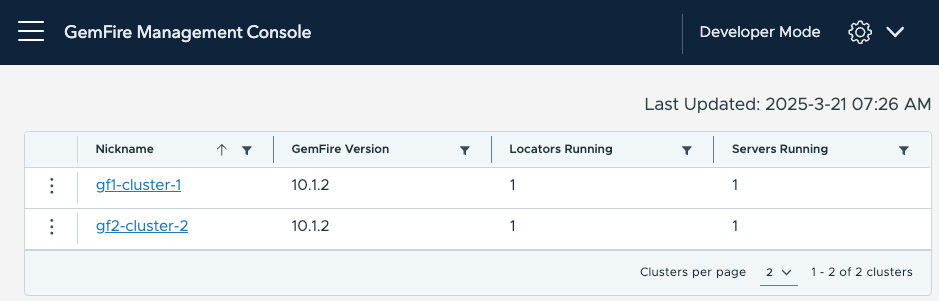 GemFire Management Console Developer Mode
Last Updated: 2025-3-21 07:26 AM
Nickname GemFire Version Locators Running Servers Running
gf1-cluster-1 10.1.2 1 1
gf2-cluster-2 10.1.2 1 1
Clusters per page 2 1 - 2 of 2 clusters